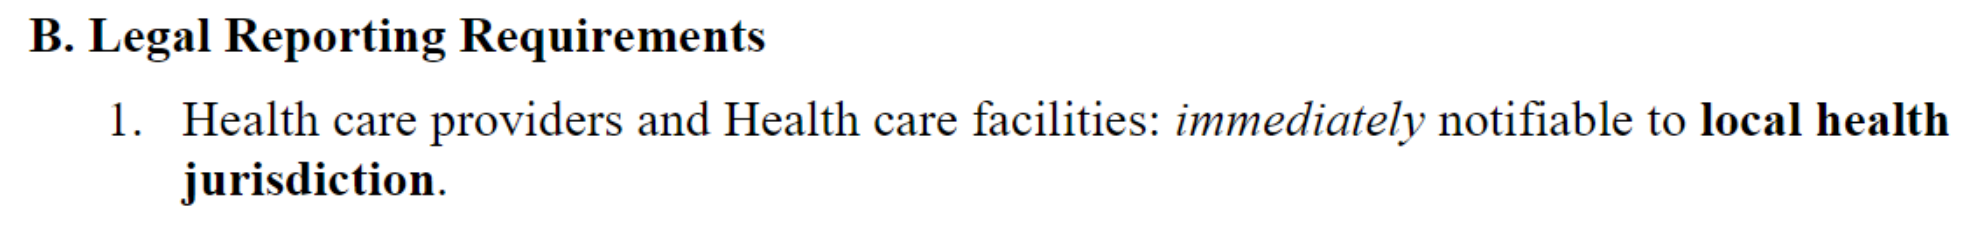 B. Legal Reporting Requirements
1. Health care providers and Health care facilities: immediately notifiable to local health
jurisdiction.